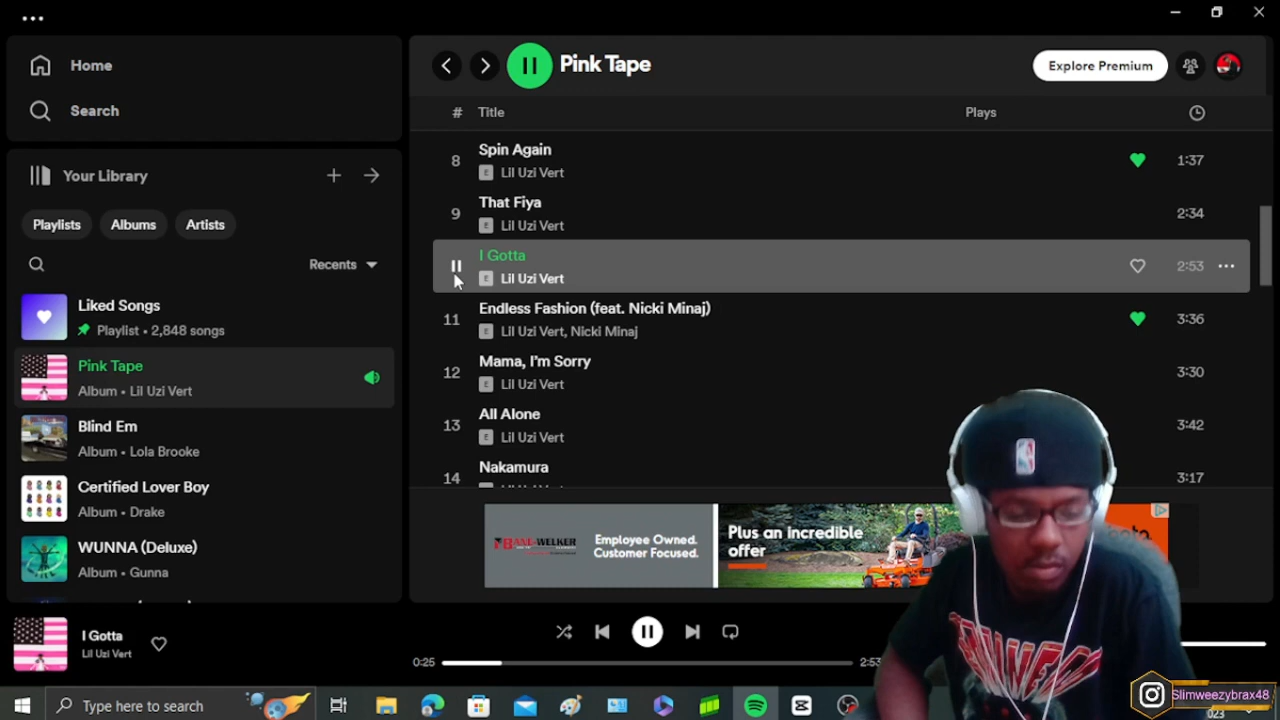 Home
Search
Your Library
Playlists
Albums
Artists
Recents
Liked Songs
Playlist • 2,848 songs
Pink Tape
Album • Lil Uzi Vert
Blind Em
Album • Lola Brooke
Certified Lover Boy
Album • Drake
WUNNA (Deluxe)
Album • Gunna
Pink Tape
Explore Premium
# Title Plays
8 Spin Again 1:37
E Lil Uzi Vert
9 That Fiya 2:34
E Lil Uzi Vert
I Gotta 2:53
E Lil Uzi Vert
11 Endless Fashion (feat. Nicki Minaj) 3:36
E Lil Uzi Vert, Nicki Minaj
12 Mama, I'm Sorry 3:30
E Lil Uzi Vert
13 All Alone 3:42
E Lil Uzi Vert
14 Nakamura 3:17
BANE-WELKER
Employee Owned.
Customer Focused.
Plus an incredible
offer
I Gotta
Lil Uzi Vert
0:25
2:53
Type here to search
Slimweezybrax48